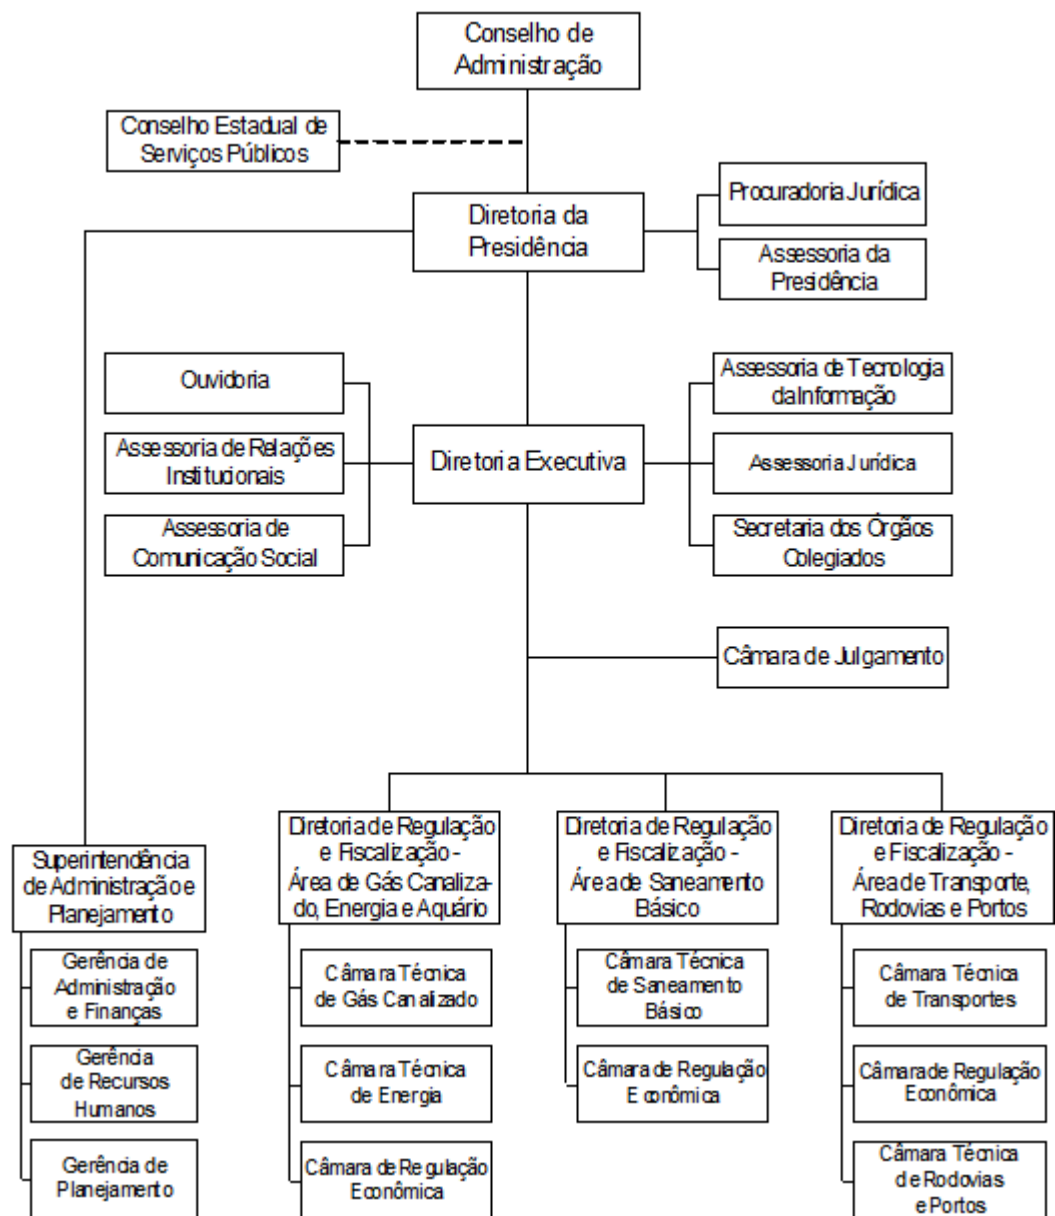 Conselho de
Administração
Conselho Estadual de
Serviços Públicos
Procuradoria Jurídica
Diretoria da
Presidência
Assessoria da
Presidência
Ouvidoria
Assessoria de Tecnologia
da Informação
Assessoria de Relações
Institucionais
Diretoria Executiva
Assessoria Jurídica
Assessoria de
Comunicação Social
Secretaria dos Órgãos
Colegiados
Câmara de Julgamento
Superintendência
de Administração e
Planejamento
Diretoria de Regulação
e Fiscalização -
Área de Gás Canaliza-
do, Energia e Aquário
Diretoria de Regulação
e Fiscalização -
Área de Saneamento
Básico
Diretoria de Regulação
e Fiscalização -
Área de Transporte,
Rodovias e Portos
Gerência de
Administração
e Finanças
Câmara Técnica
de Gás Canalizado
Câmara Técnica
de Saneamento
Básico
Câmara Técnica
de Transportes
Gerência
de Recursos
Humanos
Câmara Técnica
de Energia
Câmara de Regulação
Econômica
Câmara de Regulação
Econômica
Gerência de
Planejamento
Câmara de Regulação
Econômica
Câmara Técnica
de Rodovias
e Portos